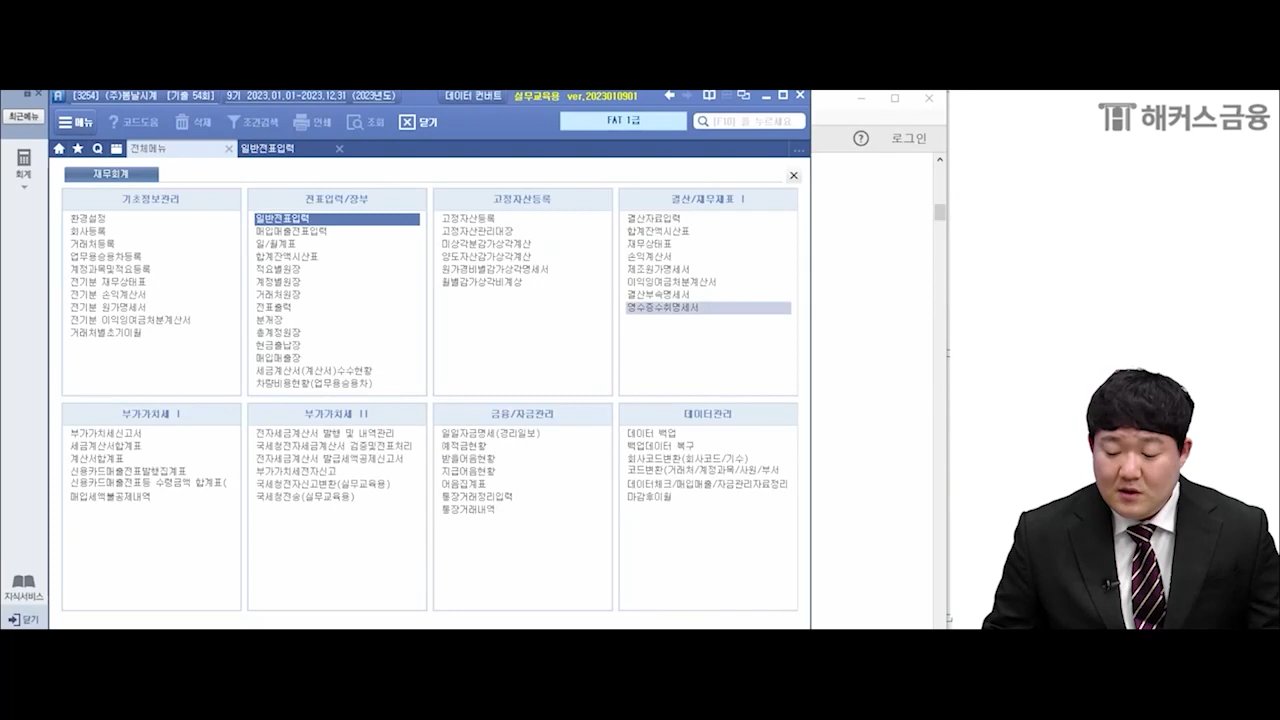 [3254] (주)봄날시계 [기출 54회] 9기 2023.01.01~2023.12.31 (2023년도) 데이터 컨버트 실무교육용 ver.2023010901
최근메뉴
메뉴 ? 코드도움 삭제 조건검색 인쇄 조회 닫기 FAT 1급 [F10] 을 누르세요
해커스금융
? 로그인
전체메뉴 일반전표입력
회계
재무회계
기초정보관리
환경설정
회사등록
거래처등록
업무용승용차등록
계정과목및적요등록
전기분 재무상태표
전기분 손익계산서
전기분 원가명세서
전기분 이익잉여금처분계산서
거래처별초기이월
전표입력/장부
일반전표입력
매입매출전표입력
일/월계표
합계잔액시산표
적요별원장
계정별원장
거래처원장
전표출력
분개장
총계정원장
현금출납장
매입매출장
세금계산서(계산서)수수현황
차량비용현황(업무용승용차)
고정자산등록
고정자산등록
고정자산관리대장
미상각분감가상각계산
양도자산감가상각계산
원가경비별감가상각명세서
월별감가상각비계상
결산/재무제표 I
결산자료입력
합계잔액시산표
재무상태표
손익계산서
제조원가명세서
이익잉여금처분계산서
결산부속명세서
영수증수취명세서
부가가치세 I
부가가치세신고서
세금계산서합계표
계산서합계표
신용카드매출전표발행집계표
신용카드매출전표등 수령금액 합계표(
매입세액불공제내역
부가가치세 II
전자세금계산서 발행 및 내역관리
국세청전자세금계산서 검증및전표처리
전자세금계산서 발급세액공제신고서
부가가치세전자신고
국세청전자신고변환(실무교육용)
국세청전송(실무교육용)
금융/자금관리
일일자금명세(경리일보)
예적금현황
받을어음현황
지급어음현황
어음집계표
통장거래정리입력
통장거래내역
데이터관리
데이터 백업
백업데이터 복구
회사코드변환(회사코드/기수)
코드변환(거래처/계정과목/사원/부서
데이터체크/매입매출/자금관리자료정리
마감후이월
지식서비스
닫기